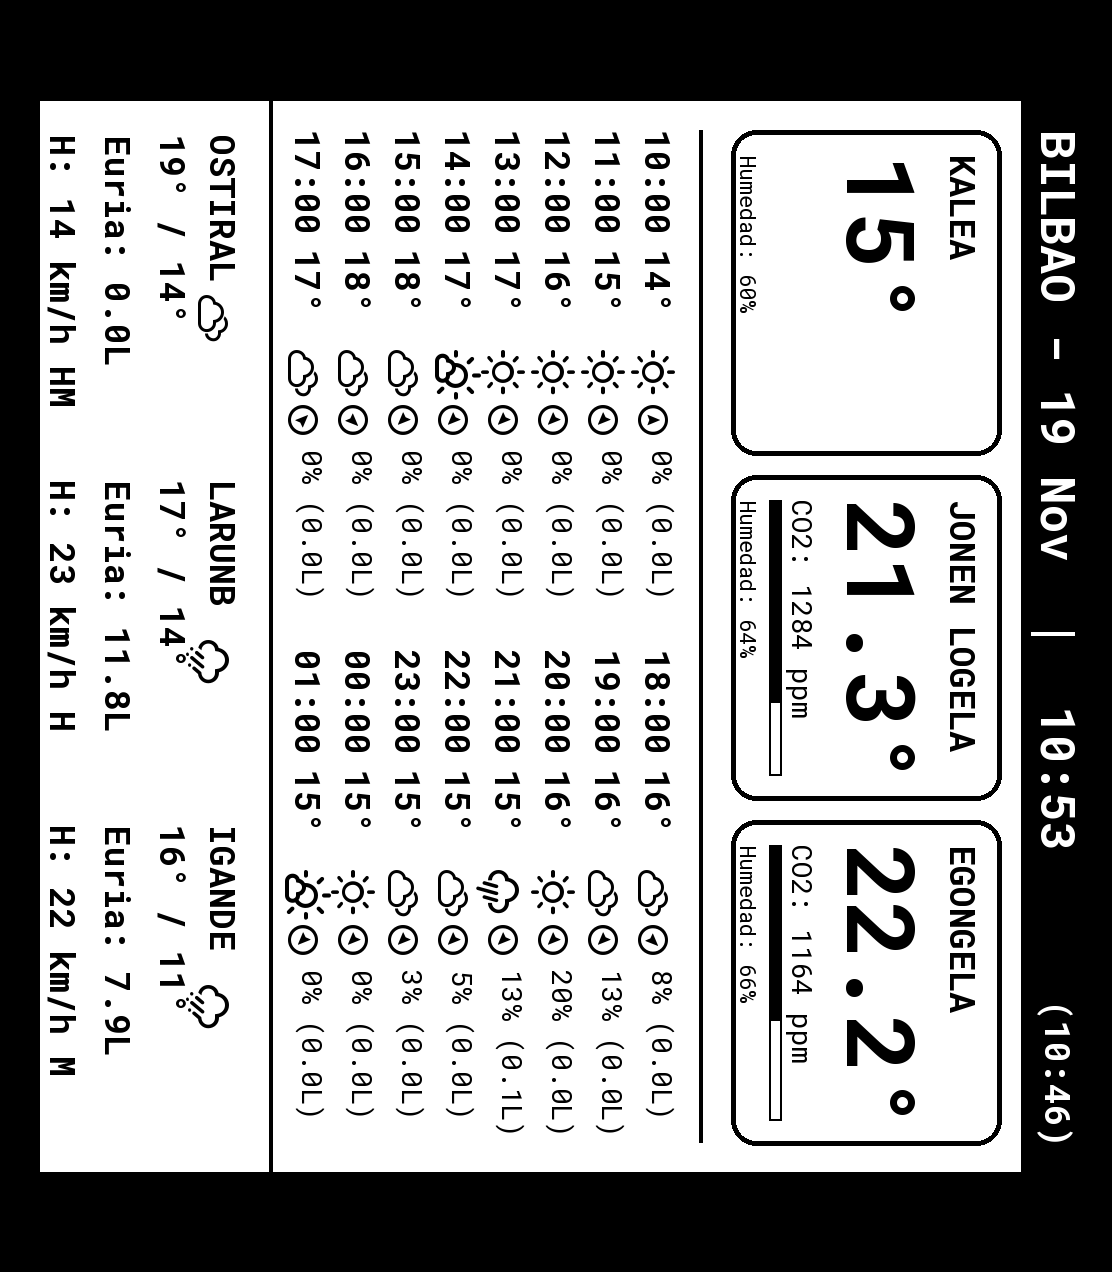 BILBAO - 19 Nov | 10:53 (10:46)
KALEA
15°
Humedad: 60%
JONEN LOGELA
21.3°
CO2: 1284 ppm
Humedad: 64%
EGONGELA
22.2°
CO2: 1164 ppm
Humedad: 66%
10:00 14° 0% (0.0L)
11:00 15° 0% (0.0L)
12:00 16° 0% (0.0L)
13:00 17° 0% (0.0L)
14:00 17° 0% (0.0L)
15:00 18° 0% (0.0L)
16:00 18° 0% (0.0L)
17:00 17° 0% (0.0L)
18:00 16° 8% (0.0L)
19:00 16° 13% (0.0L)
20:00 16° 20% (0.0L)
21:00 15° 13% (0.1L)
22:00 15° 5% (0.0L)
23:00 15° 3% (0.0L)
00:00 15° 0% (0.0L)
01:00 15° 0% (0.0L)
OSTIRAL
19° / 14°
Euria: 0.0L
H: 14 km/h HM
LARUNB
17° / 14°
Euria: 11.8L
H: 23 km/h H
IGANDE
16° / 11°
Euria: 7.9L
H: 22 km/h M